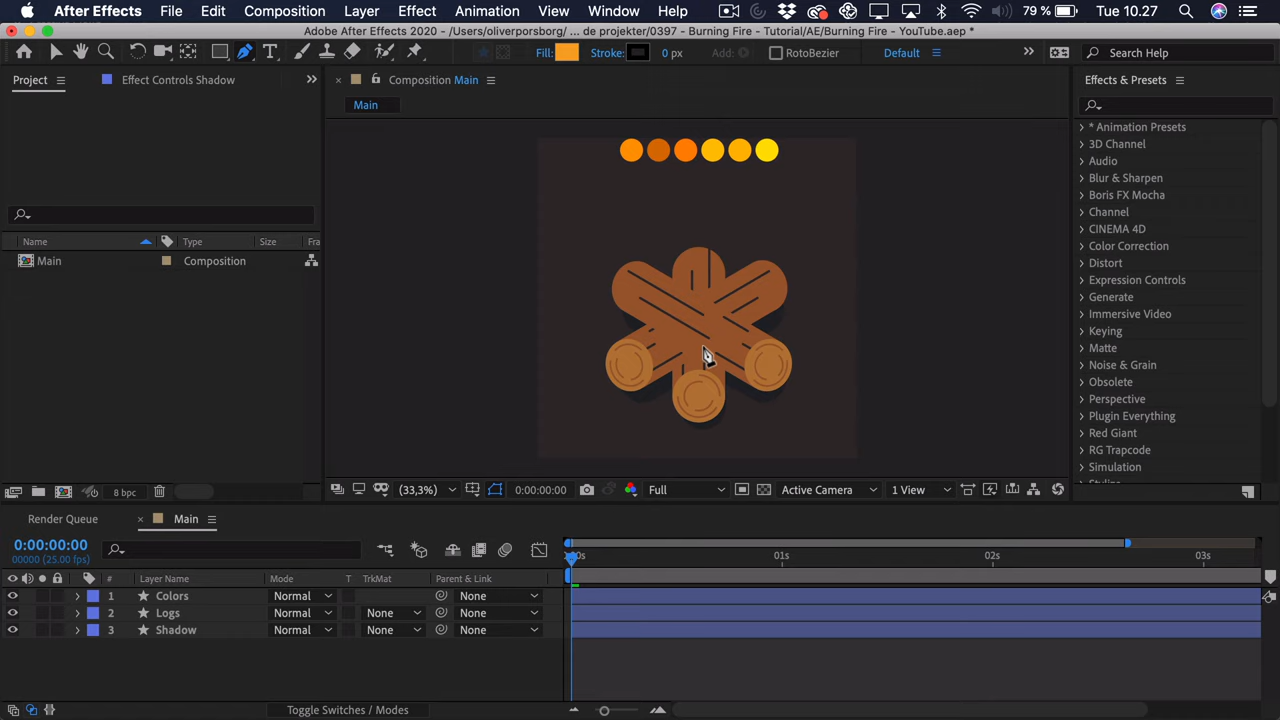 After Effects File Edit Composition Layer Effect Animation View Window Help 79 % Tue 10.27
Adobe After Effects 2020 - /Users/oliverporsborg/ ... de projekter/0397 - Burning Fire - Tutorial/AE/Burning Fire - YouTube.aep *
Fill: Stroke: 0 px Add: RotoBezier Default Search Help
Project Effect Controls Shadow Composition Main Effects & Presets
Main
* Animation Presets
3D Channel
Audio
Blur & Sharpen
Boris FX Mocha
Channel
CINEMA 4D
Color Correction
Distort
Expression Controls
Generate
Immersive Video
Keying
Matte
Noise & Grain
Obsolete
Perspective
Plugin Everything
Red Giant
RG Trapcode
Simulation
Name Type Size Fra
Main Composition
8 bpc (33,3%) 0:00:00:00 Full Active Camera 1 View
Render Queue Main
0:00:00:00
00000 (25.00 fps)
01s 02s 03s
# Layer Name Mode T TrkMat Parent & Link
1 Colors Normal None
2 Logs Normal None None
3 Shadow Normal None None
Toggle Switches / Modes